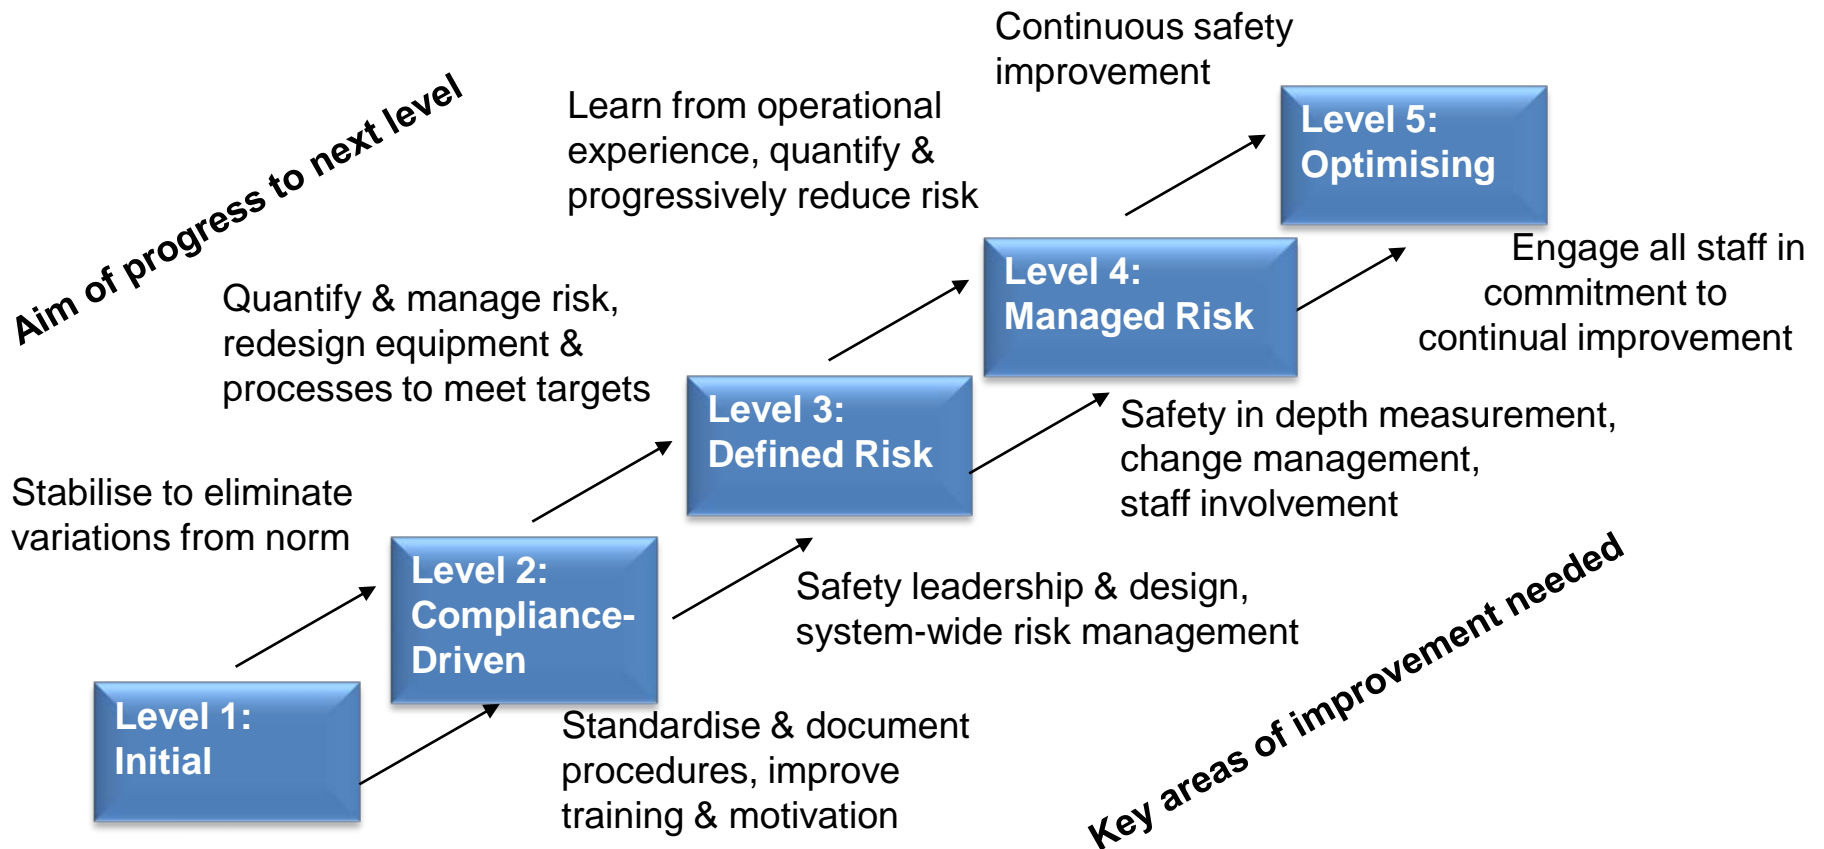 Continuous safety
improvement
Level 5:
Optimising
Aim of progress to next level
Learn from operational
experience, quantify &
progressively reduce risk
Level 4:
Managed Risk
Engage all staff in
commitment to
continual improvement
Quantify & manage risk,
redesign equipment &
processes to meet targets
Level 3:
Defined Risk
Safety in depth measurement,
change management,
staff involvement
Stabilise to eliminate
variations from norm
Level 2:
Compliance-
Driven
Safety leadership & design,
system-wide risk management
Level 1:
Initial
Standardise & document
procedures, improve
training & motivation
Key areas of improvement needed